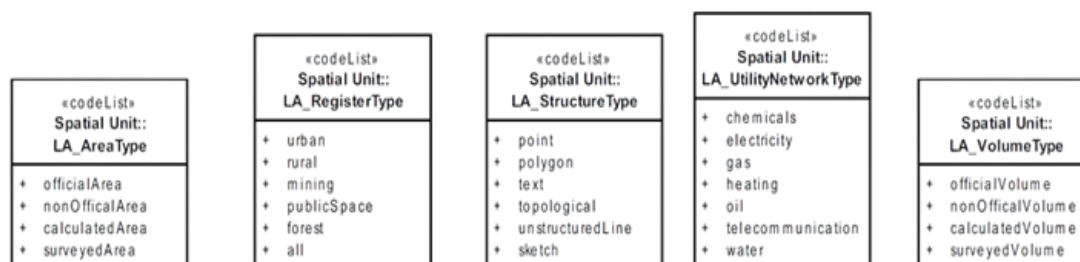 «codeList»
Spatial Unit::
LA_AreaType
+ officialArea
+ nonOfficalArea
+ calculatedArea
+ surveyedArea
«codeList»
Spatial Unit::
LA_RegisterType
+ urban
+ rural
+ mining
+ publicSpace
+ forest
+ all
«codeList»
Spatial Unit::
LA_StructureType
+ point
+ polygon
+ text
+ topological
+ unstructuredLine
+ sketch
«codeList»
Spatial Unit::
LA_UtilityNetworkType
+ chemicals
+ electricity
+ gas
+ heating
+ oil
+ telecommunication
+ water
«codeList»
Spatial Unit::
LA_VolumeType
+ officialVolume
+ nonOfficalVolume
+ calculatedVolume
+ surveyedVolume